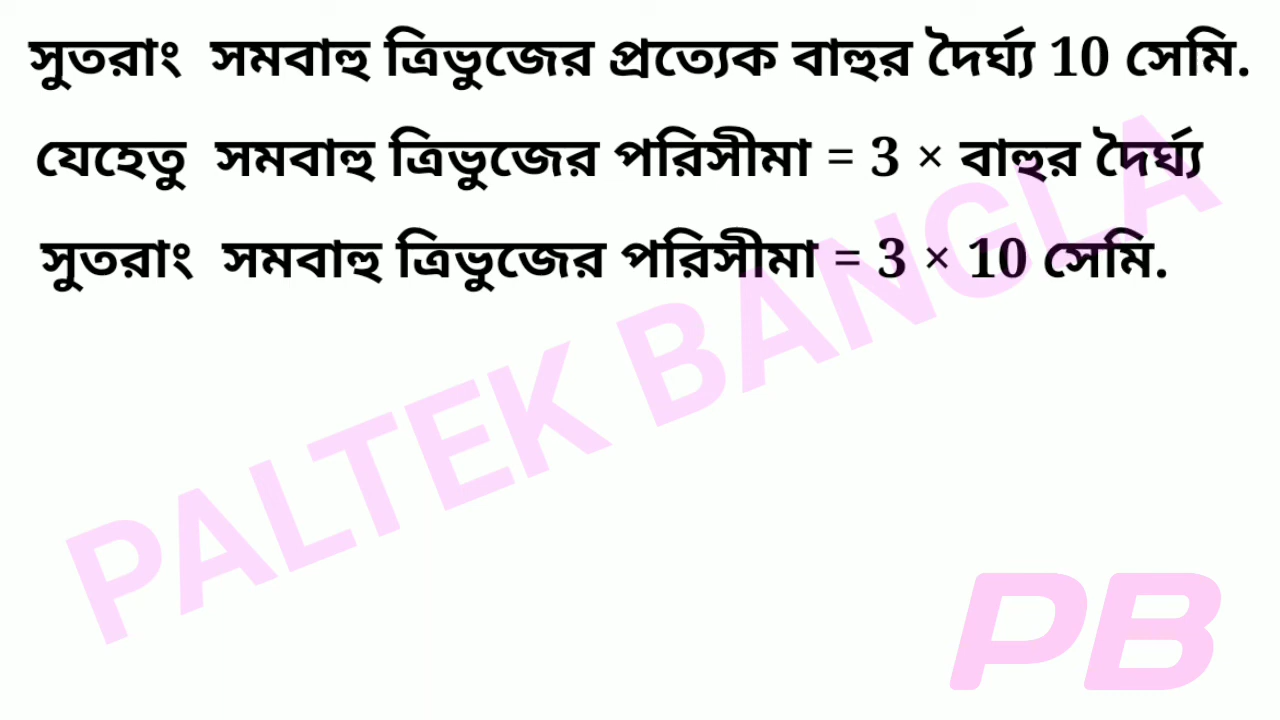 সুতরাং সমবাহু ত্রিভুজের প্রত্যেক বাহুর দৈর্ঘ্য 10 সেমি.
যেহেতু সমবাহু ত্রিভুজের পরিসীমা = 3 × বাহুর দৈর্ঘ্য
সুতরাং সমবাহু ত্রিভুজের পরিসীমা = 3 × 10 সেমি.
PALTEK BANGLA
PB